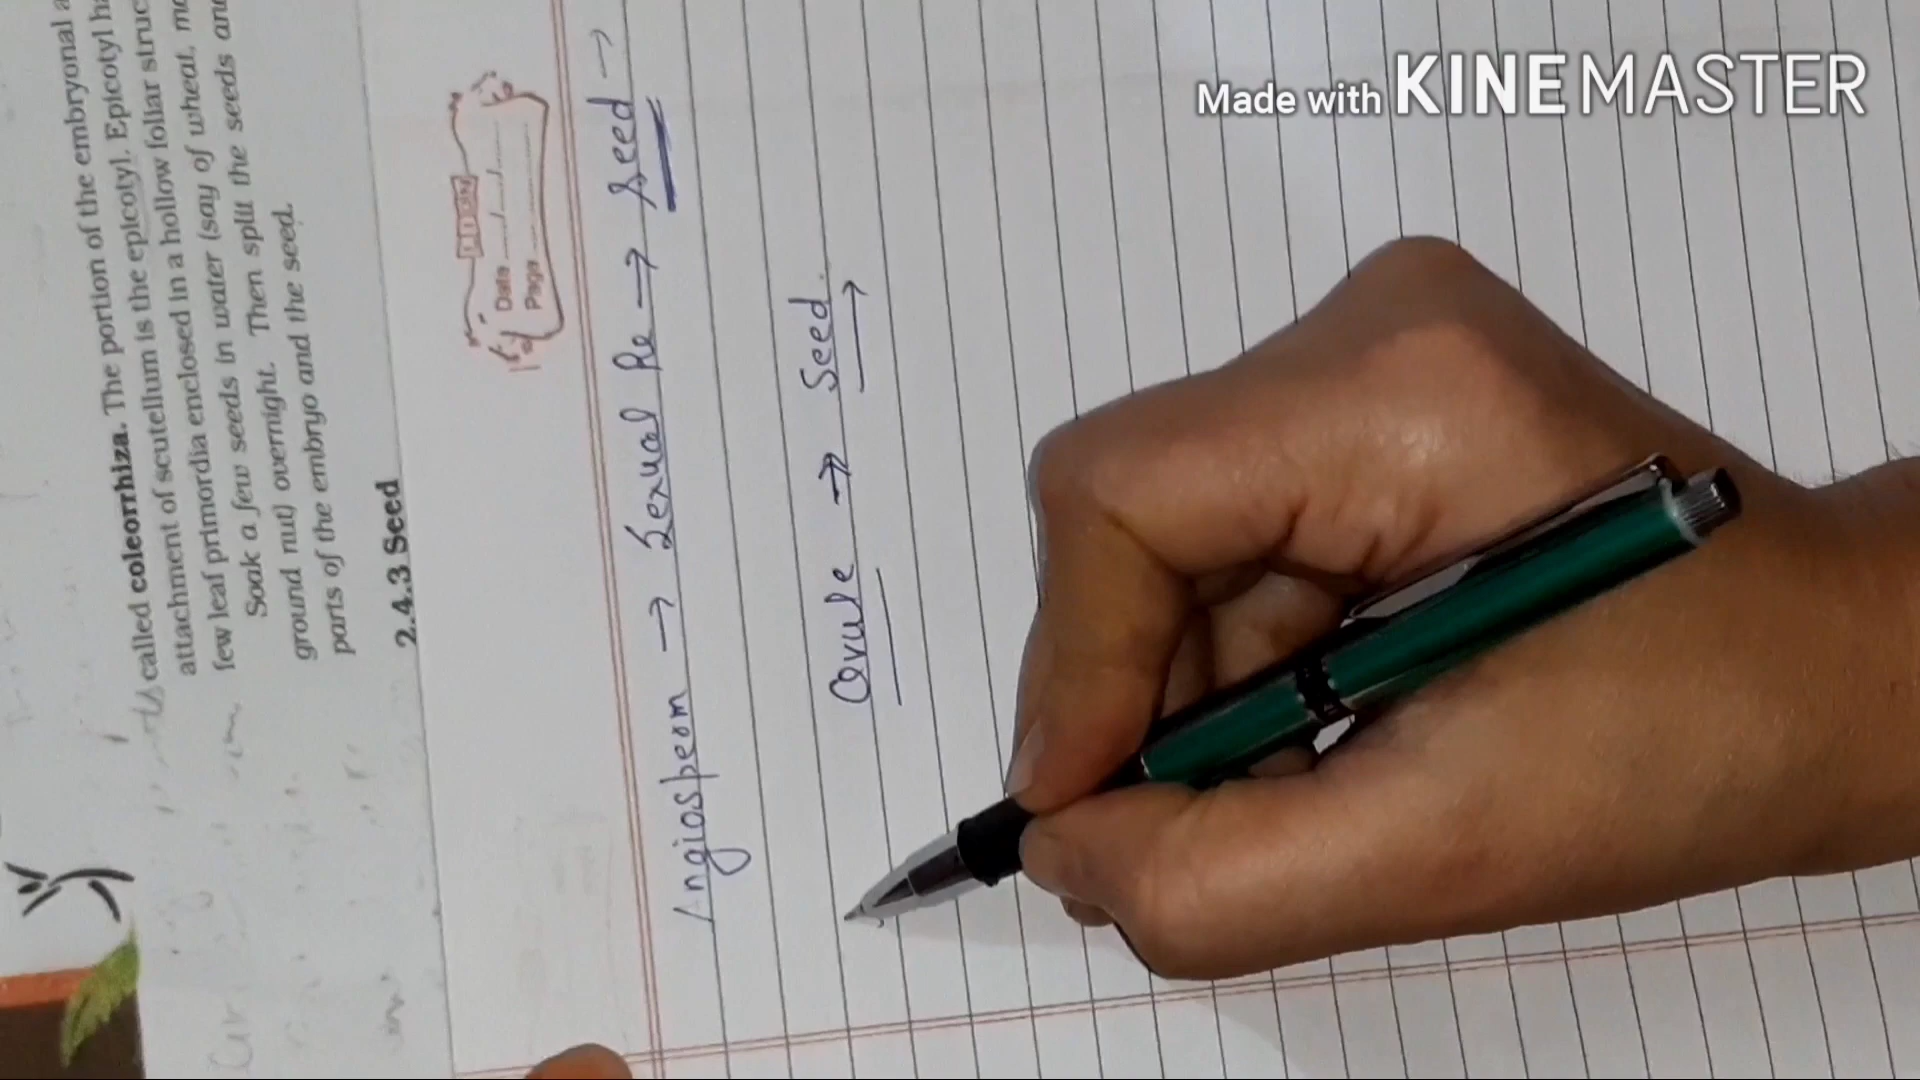 called coleorrhiza. The portion of the embryonal a
attachment of scutellum is the epicotyl. Epicotyl ha
few leaf primordia enclosed in a hollow foliar struc
Soak a few seeds in water (say of wheat, m
ground nut) overnight. Then split the seeds and
parts of the embryo and the seed.
2.4.3 Seed
Date
Page
Angiosperm → Sexual Re → Seed →
Ovule → Seed.
Made with KINEMASTER